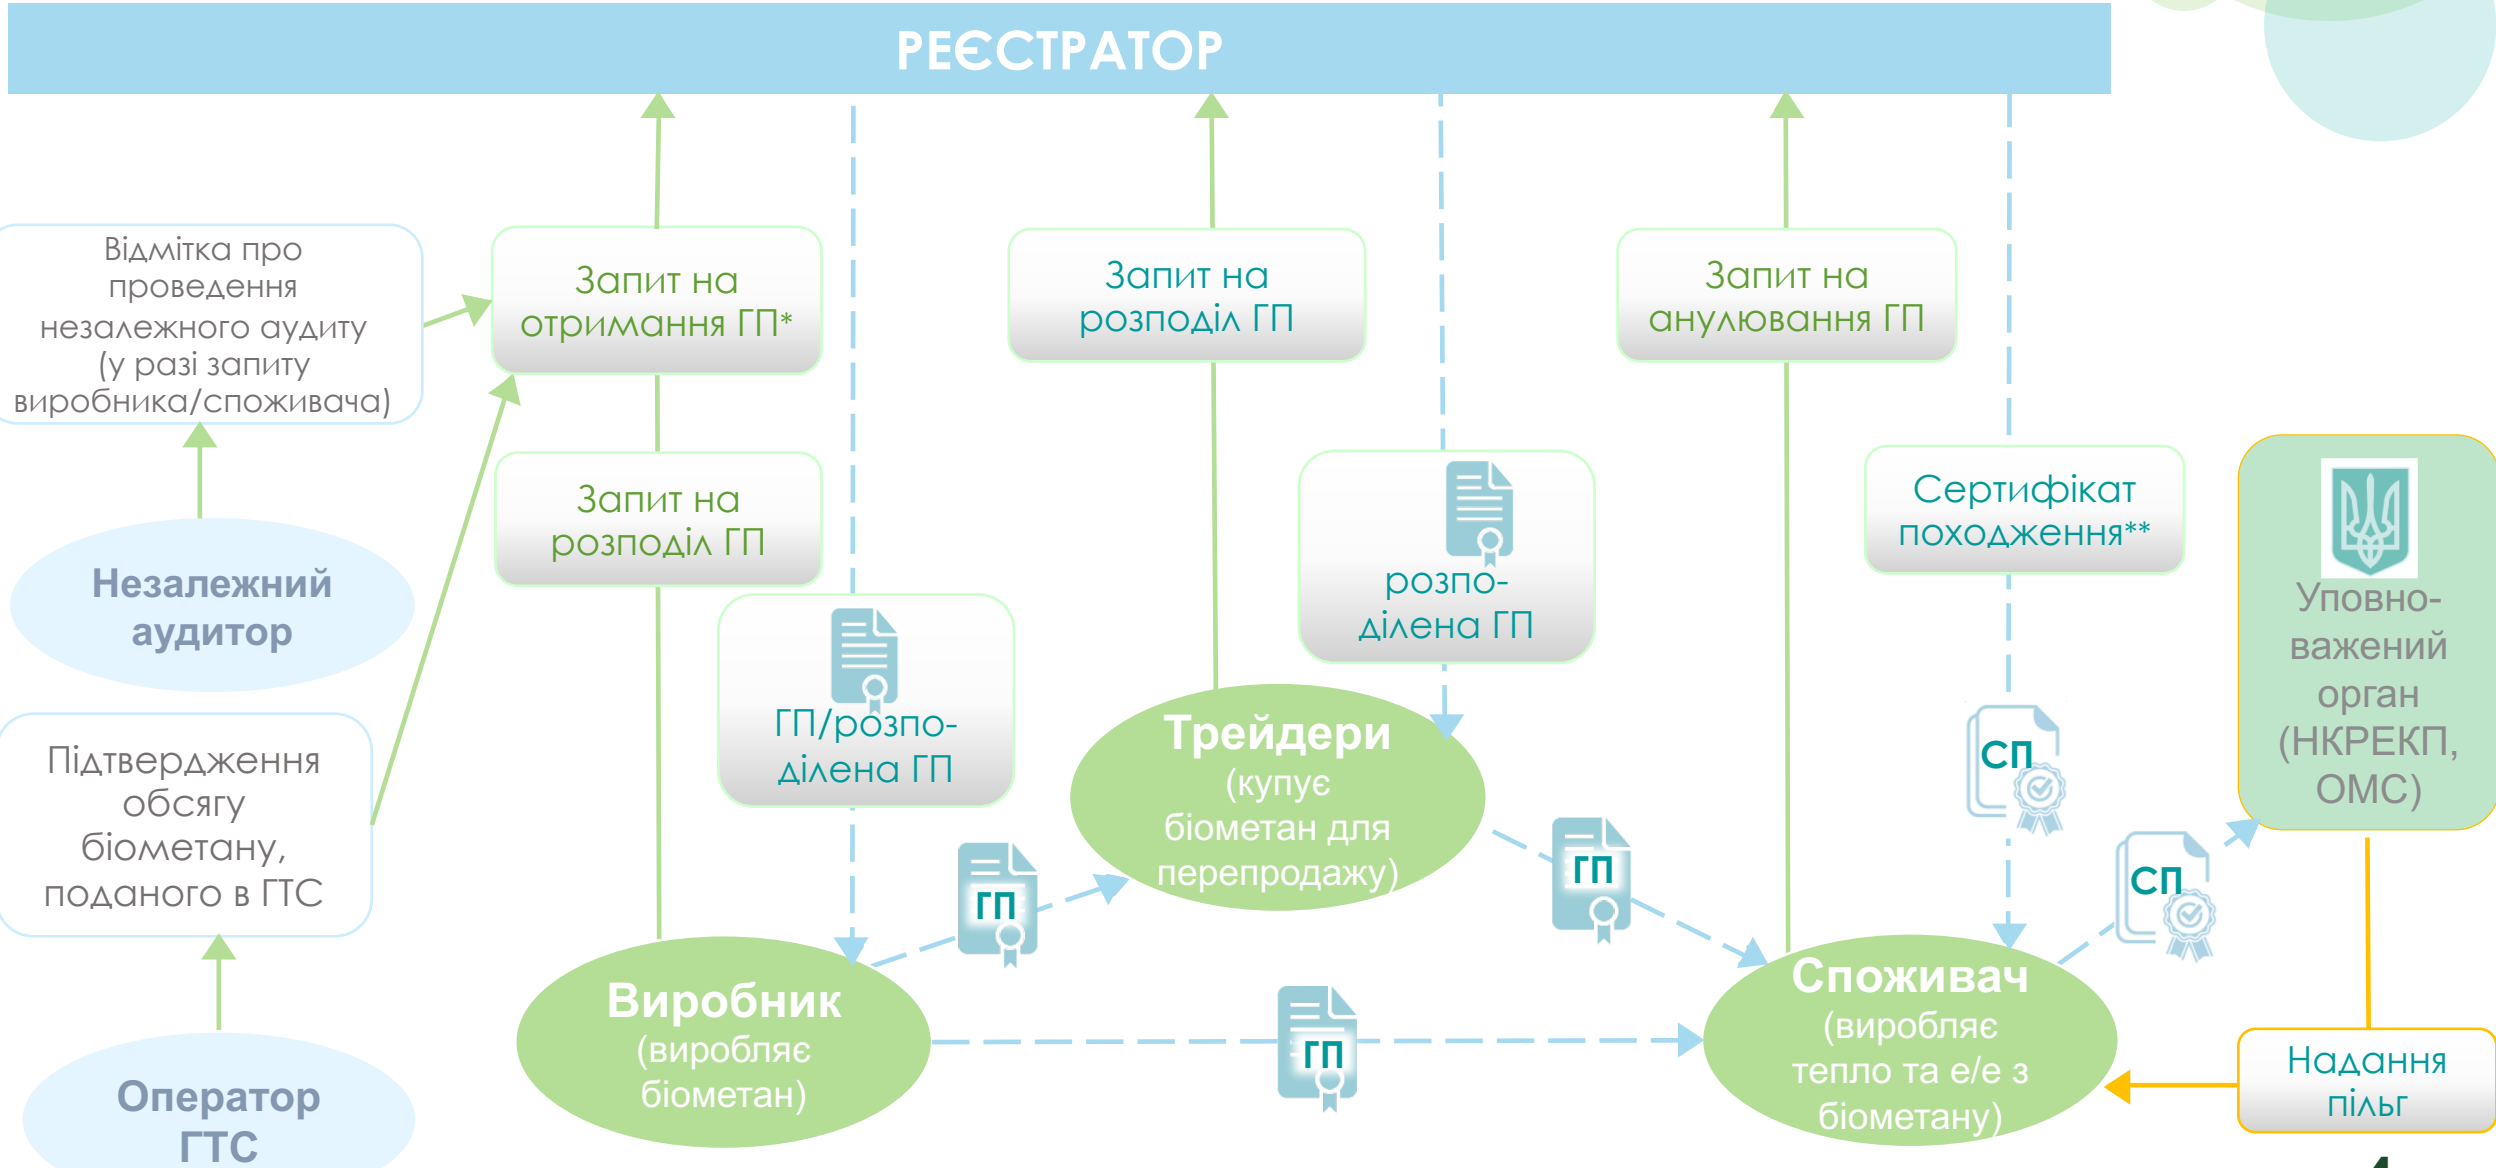 РЕЄСТРАТОР
Відмітка про
проведення
незалежного аудиту
(у разі запиту
виробника/споживача)
Запит на
отримання ГП*
Запит на
розподіл ГП
Запит на
анулювання ГП
Запит на
розподіл ГП
розпо-
ділена ГП
Сертифікат
походження**
Незалежний
аудитор
ГП/розпо-
ділена ГП
Уповно-
важений
орган
(НКРЕКП,
ОМС)
Підтвердження
обсягу
біометану,
поданого в ГТС
Трейдери
(купує
біометан для
перепродажу)
СП
СП
ГП
ГП
ГП
Виробник
(виробляє
біометан)
Споживач
(виробляє
тепло та е/е з
біометану)
Надання
пільг
Оператор
ГТС